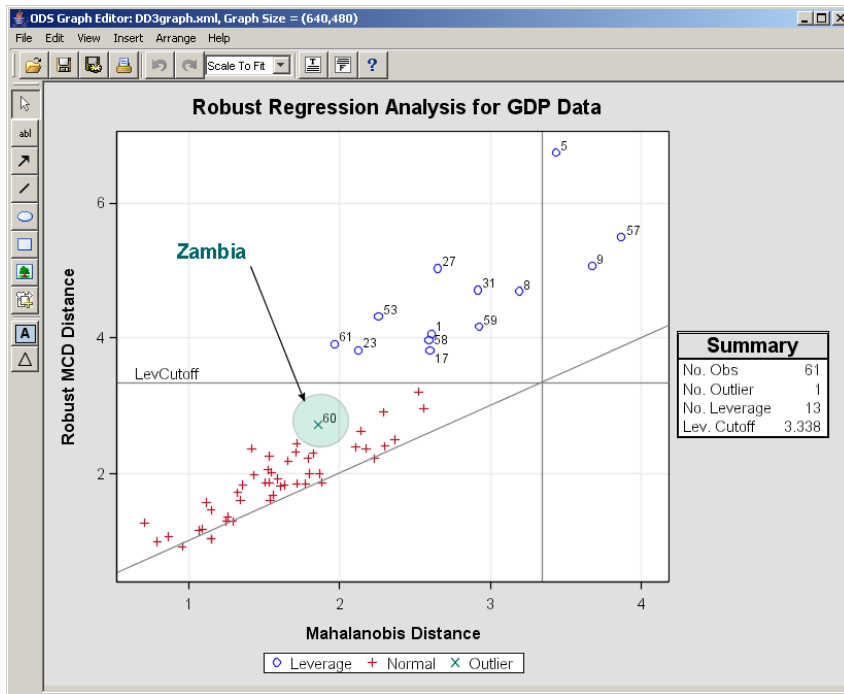 ODS Graph Editor: DD3graph.xml, Graph Size = (640,480)
File Edit View Insert Arrange Help
Scale To Fit
T
F
?
abI
A
Robust Regression Analysis for GDP Data
Robust MCD Distance
6
4
2
5
57
9
27
31
8
53
59
1
58
61
23
17
Zambia
LevCutoff
60
1
2
3
4
Mahalanobis Distance
Leverage Normal Outlier
Summary
No. Obs 61
No. Outlier 1
No. Leverage 13
Lev. Cutoff 3.338